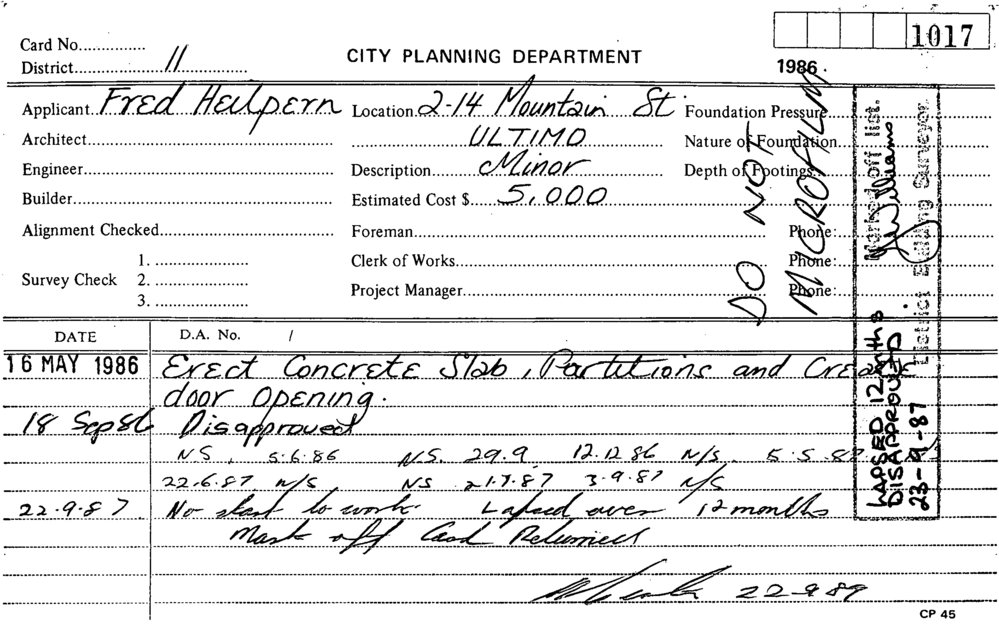 1017
Card No...............
District...........11...........
CITY PLANNING DEPARTMENT
1986.
Applicant Fred Heilpern Location 2-14 Mountain St. Foundation Pressure
Architect ULTIMO Nature of Foundation
Engineer Description Minor Depth of Footings
Builder Estimated Cost $ 5,000
Alignment Checked Foreman Phone:
Survey Check
1. Clerk of Works Phone:
2.
3. Project Manager Phone:
DO NOT
MICROFILM
Marked off list.
Williams
District Building Surveyor
LAPSED 12 months
DISAPPROVED
23-9-87
DATE D.A. No. /
16 MAY 1986 Erect Concrete Slab, Partitions and Create
door opening.
18 Sep 86 Disapproved
NS. 5.6.86 NS. 29.9. 12.12.86 N/S. 5.5.87
22.6.87 N/S NS 21.7.87 3.9.87 N/S
22.9.87 No start to work. Lapsed over 12 months
Mark off Card Returned
22-9-87
CP 45